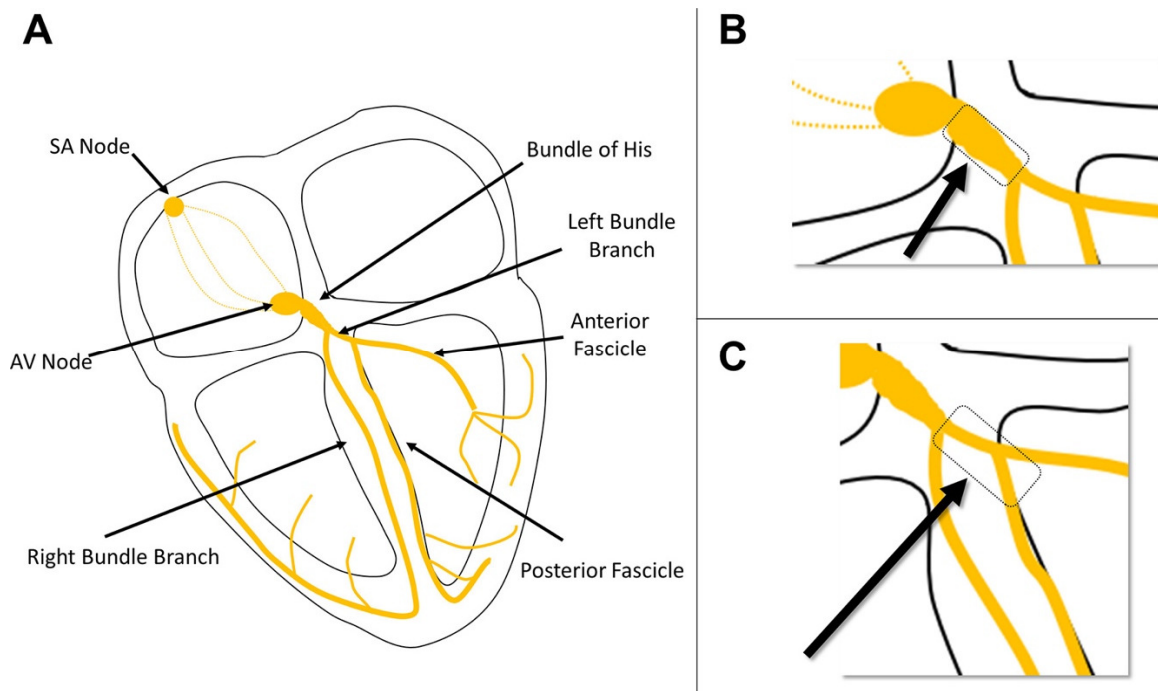 A
SA Node
AV Node
Right Bundle Branch
Bundle of His
Left Bundle
Branch
Anterior
Fascicle
Posterior Fascicle
B
C